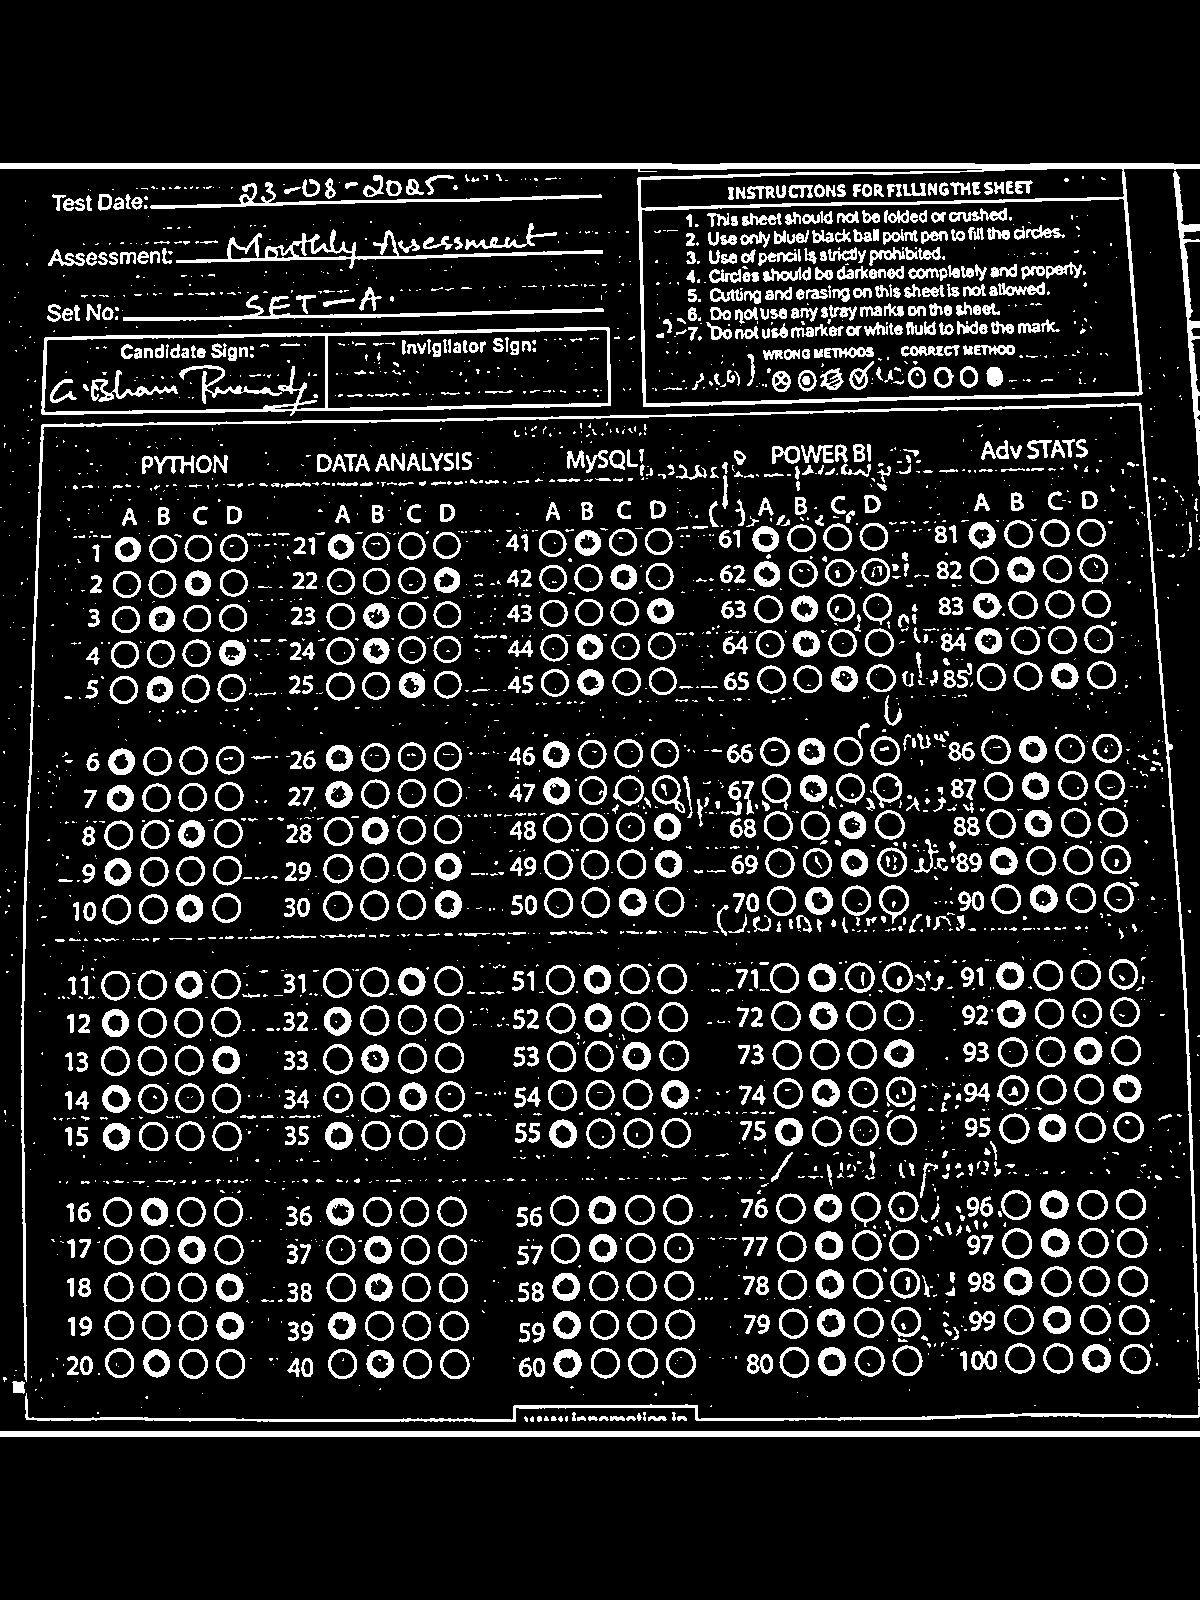 Test Date: 23-08-2025.
Assessment: Monthly Assessment
Set No: SET-A.
Candidate Sign:
Invigilator Sign:
INSTRUCTIONS FOR FILLING THE SHEET
1. This sheet should not be folded or crushed.
2. Use only blue/ black ball point pen to fill the circles.
3. Use of pencil is strictly prohibited.
4. Circles should be darkened completely and property.
5. Cutting and erasing on this sheet is not allowed.
6. Do not use any stray marks on the sheet.
7. Do not use marker or white fluid to hide the mark.
WRONG METHODS CORRECT METHOD
PYTHON DATA ANALYSIS MySQL POWER BI Adv STATS
A B C D A B C D A B C D A B C D A B C D
1 21 41 61 81
2 22 42 62 82
3 23 43 63 83
4 24 44 64 84
5 25 45 65 85
6 26 46 66 86
7 27 47 67 87
8 28 48 68 88
9 29 49 69 89
10 30 50 70 90
11 31 51 71 91
12 32 52 72 92
13 33 53 73 93
14 34 54 74 94
15 35 55 75 95
16 36 56 76 96
17 37 57 77 97
18 38 58 78 98
19 39 59 79 99
20 40 60 80 100